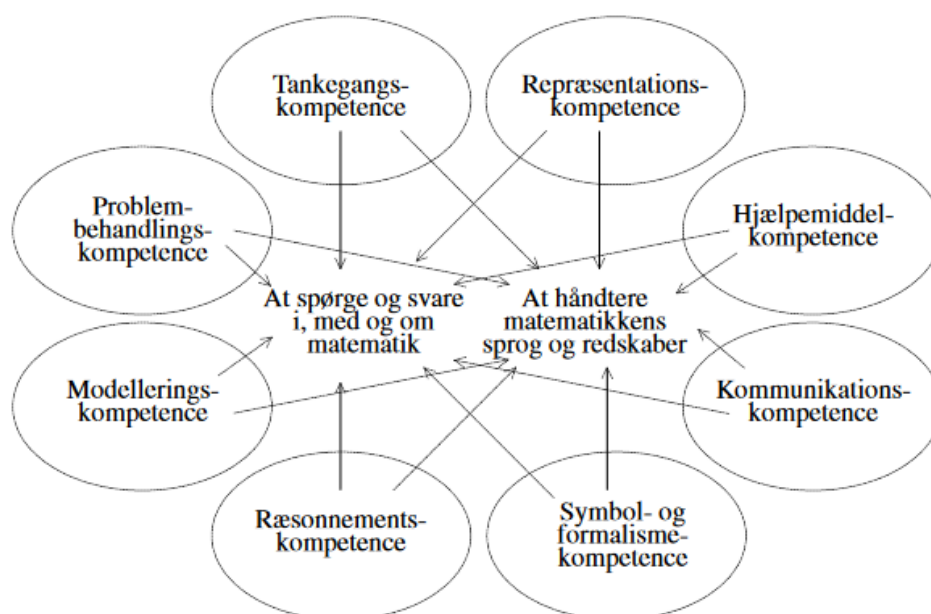 Tankegangs-
kompetence
Repræsentations-
kompetence
Problem-
behandlings-
kompetence
Hjælpemiddel-
kompetence
At spørge og svare
i, med og om
matematik
At håndtere
matematikkens
sprog og redskaber
Modellerings-
kompetence
Kommunikations-
kompetence
Ræsonnements-
kompetence
Symbol- og
formalisme-
kompetence